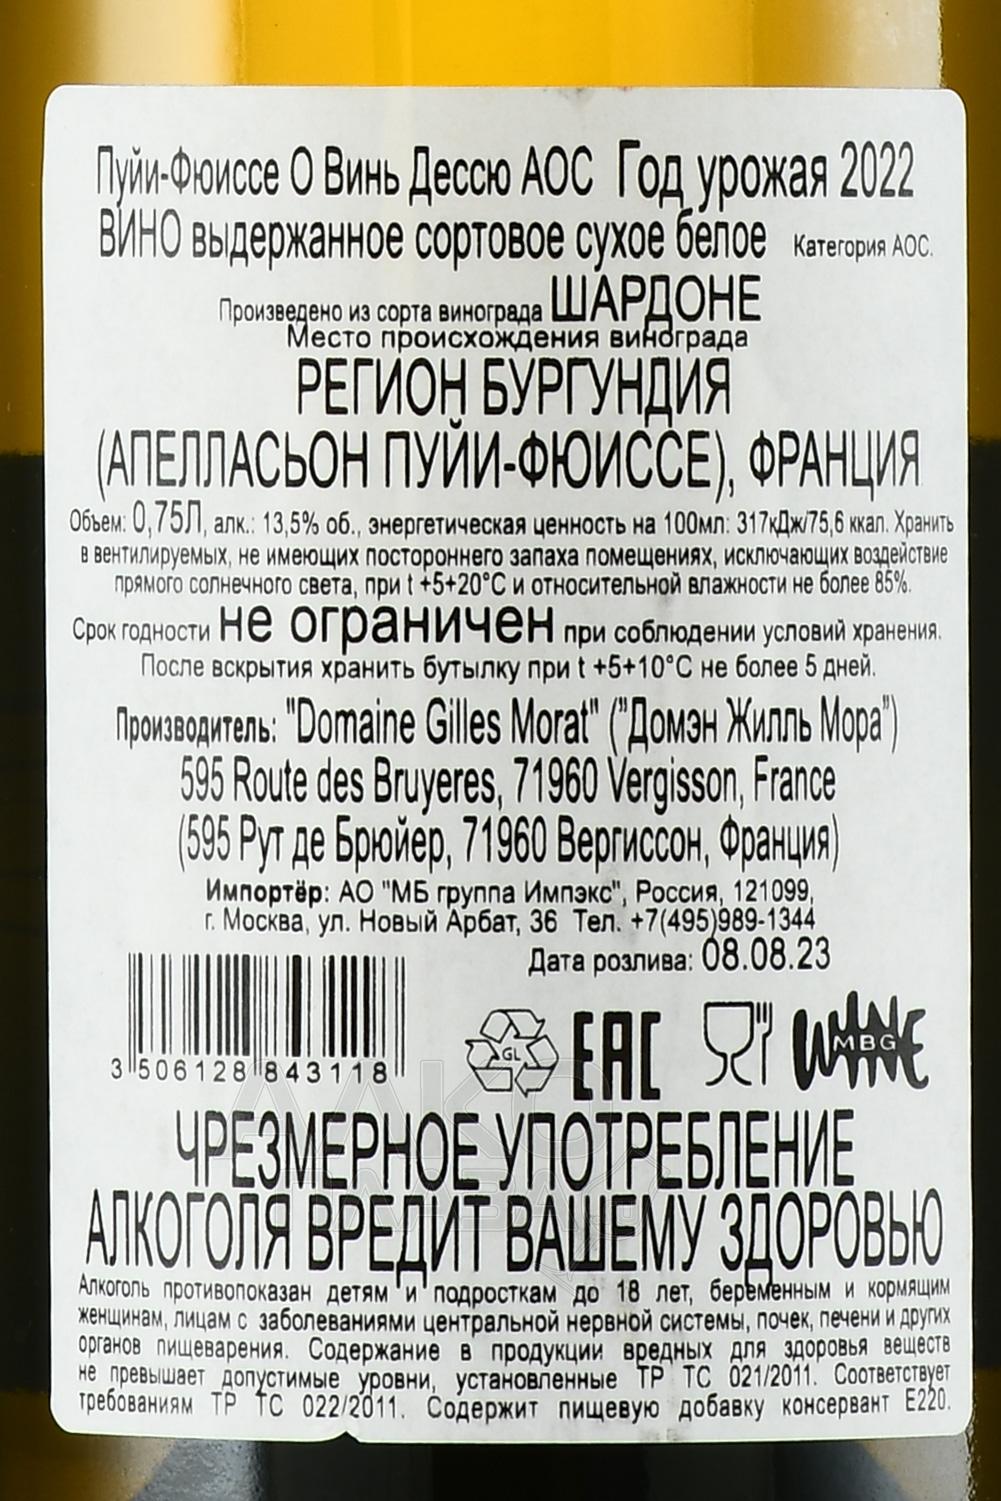 Пуйи-Фюиссе О Винь Дессю АОС Год урожая 2022
ВИНО выдержанное сортовое сухое белое Категория АОС.
Произведено из сорта винограда ШАРДОНЕ
Место происхождения винограда
РЕГИОН БУРГУНДИЯ
(АПЕЛЛАСЬОН ПУЙИ-ФЮИССЕ), ФРАНЦИЯ
Объем: 0,75Л, алк.: 13,5% об., энергетическая ценность на 100мл: 317кДж/75,6 ккал. Хранить
в вентилируемых, не имеющих постороннего запаха помещениях, исключающих воздействие
прямого солнечного света, при t +5+20°С и относительной влажности не более 85%.
Срок годности не ограничен при соблюдении условий хранения.
После вскрытия хранить бутылку при t +5+10°С не более 5 дней.
Производитель: "Domaine Gilles Morat" ("Домэн Жилль Мора")
595 Route des Bruyeres, 71960 Vergisson, France
(595 Рут де Брюйер, 71960 Вергиссон, Франция)
Импортёр: АО "МБ группа Импэкс", Россия, 121099,
г. Москва, ул. Новый Арбат, 36 Тел. +7(495)989-1344
Дата розлива: 08.08.23
3 506128 843118
GL EAC WINE MBG
ЧРЕЗМЕРНОЕ УПОТРЕБЛЕНИЕ
АЛКОГОЛЯ ВРЕДИТ ВАШЕМУ ЗДОРОВЬЮ
Алкоголь противопоказан детям и подросткам до 18 лет, беременным и кормящим
женщинам, лицам с заболеваниями центральной нервной системы, почек, печени и других
органов пищеварения. Содержание в продукции вредных для здоровья веществ
не превышает допустимые уровни, установленные ТР ТС 021/2011. Соответствует
требованиям ТР ТС 022/2011. Содержит пищевую добавку консервант Е220.